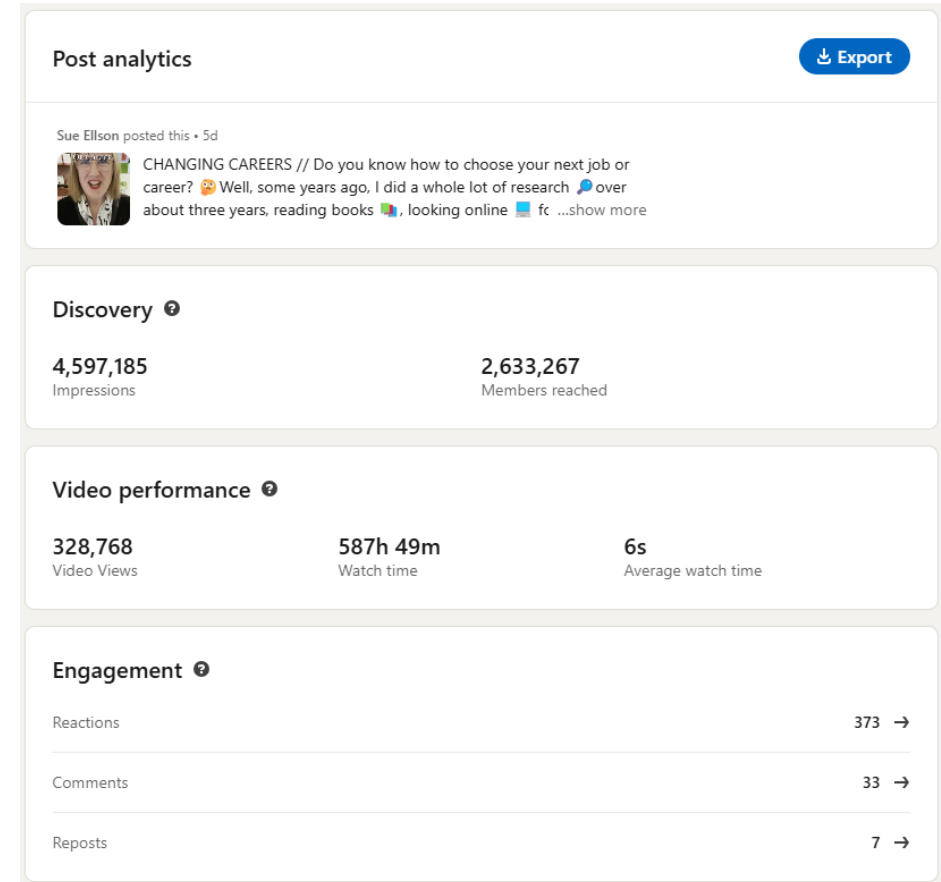 Post analytics
Export
Sue Ellson posted this • 5d
CHANGING CAREERS // Do you know how to choose your next job or
career? 🤔 Well, some years ago, I did a whole lot of research 🔎 over
about three years, reading books 📚, looking online 💻 fc ...show more
Discovery
4,597,185
Impressions
2,633,267
Members reached
Video performance
328,768
Video Views
587h 49m
Watch time
6s
Average watch time
Engagement
Reactions
373
Comments
33
Reposts
7